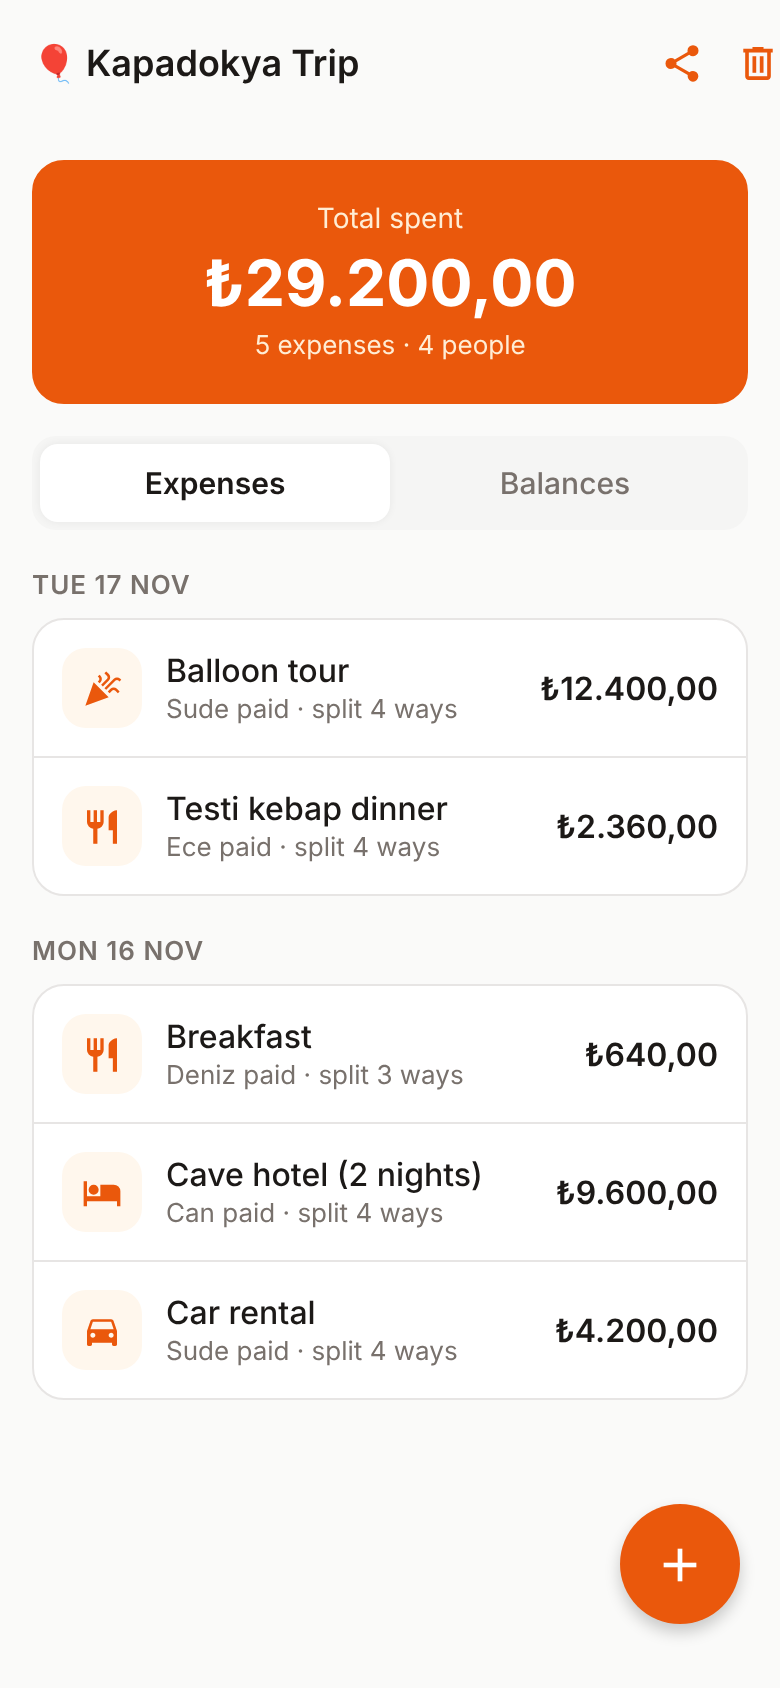 🎈 Kapadokya Trip
Total spent
₺29.200,00
5 expenses · 4 people
Expenses
Balances
TUE 17 NOV
Balloon tour
Sude paid · split 4 ways
₺12.400,00
Testi kebap dinner
Ece paid · split 4 ways
₺2.360,00
MON 16 NOV
Breakfast
Deniz paid · split 3 ways
₺640,00
Cave hotel (2 nights)
Can paid · split 4 ways
₺9.600,00
Car rental
Sude paid · split 4 ways
₺4.200,00